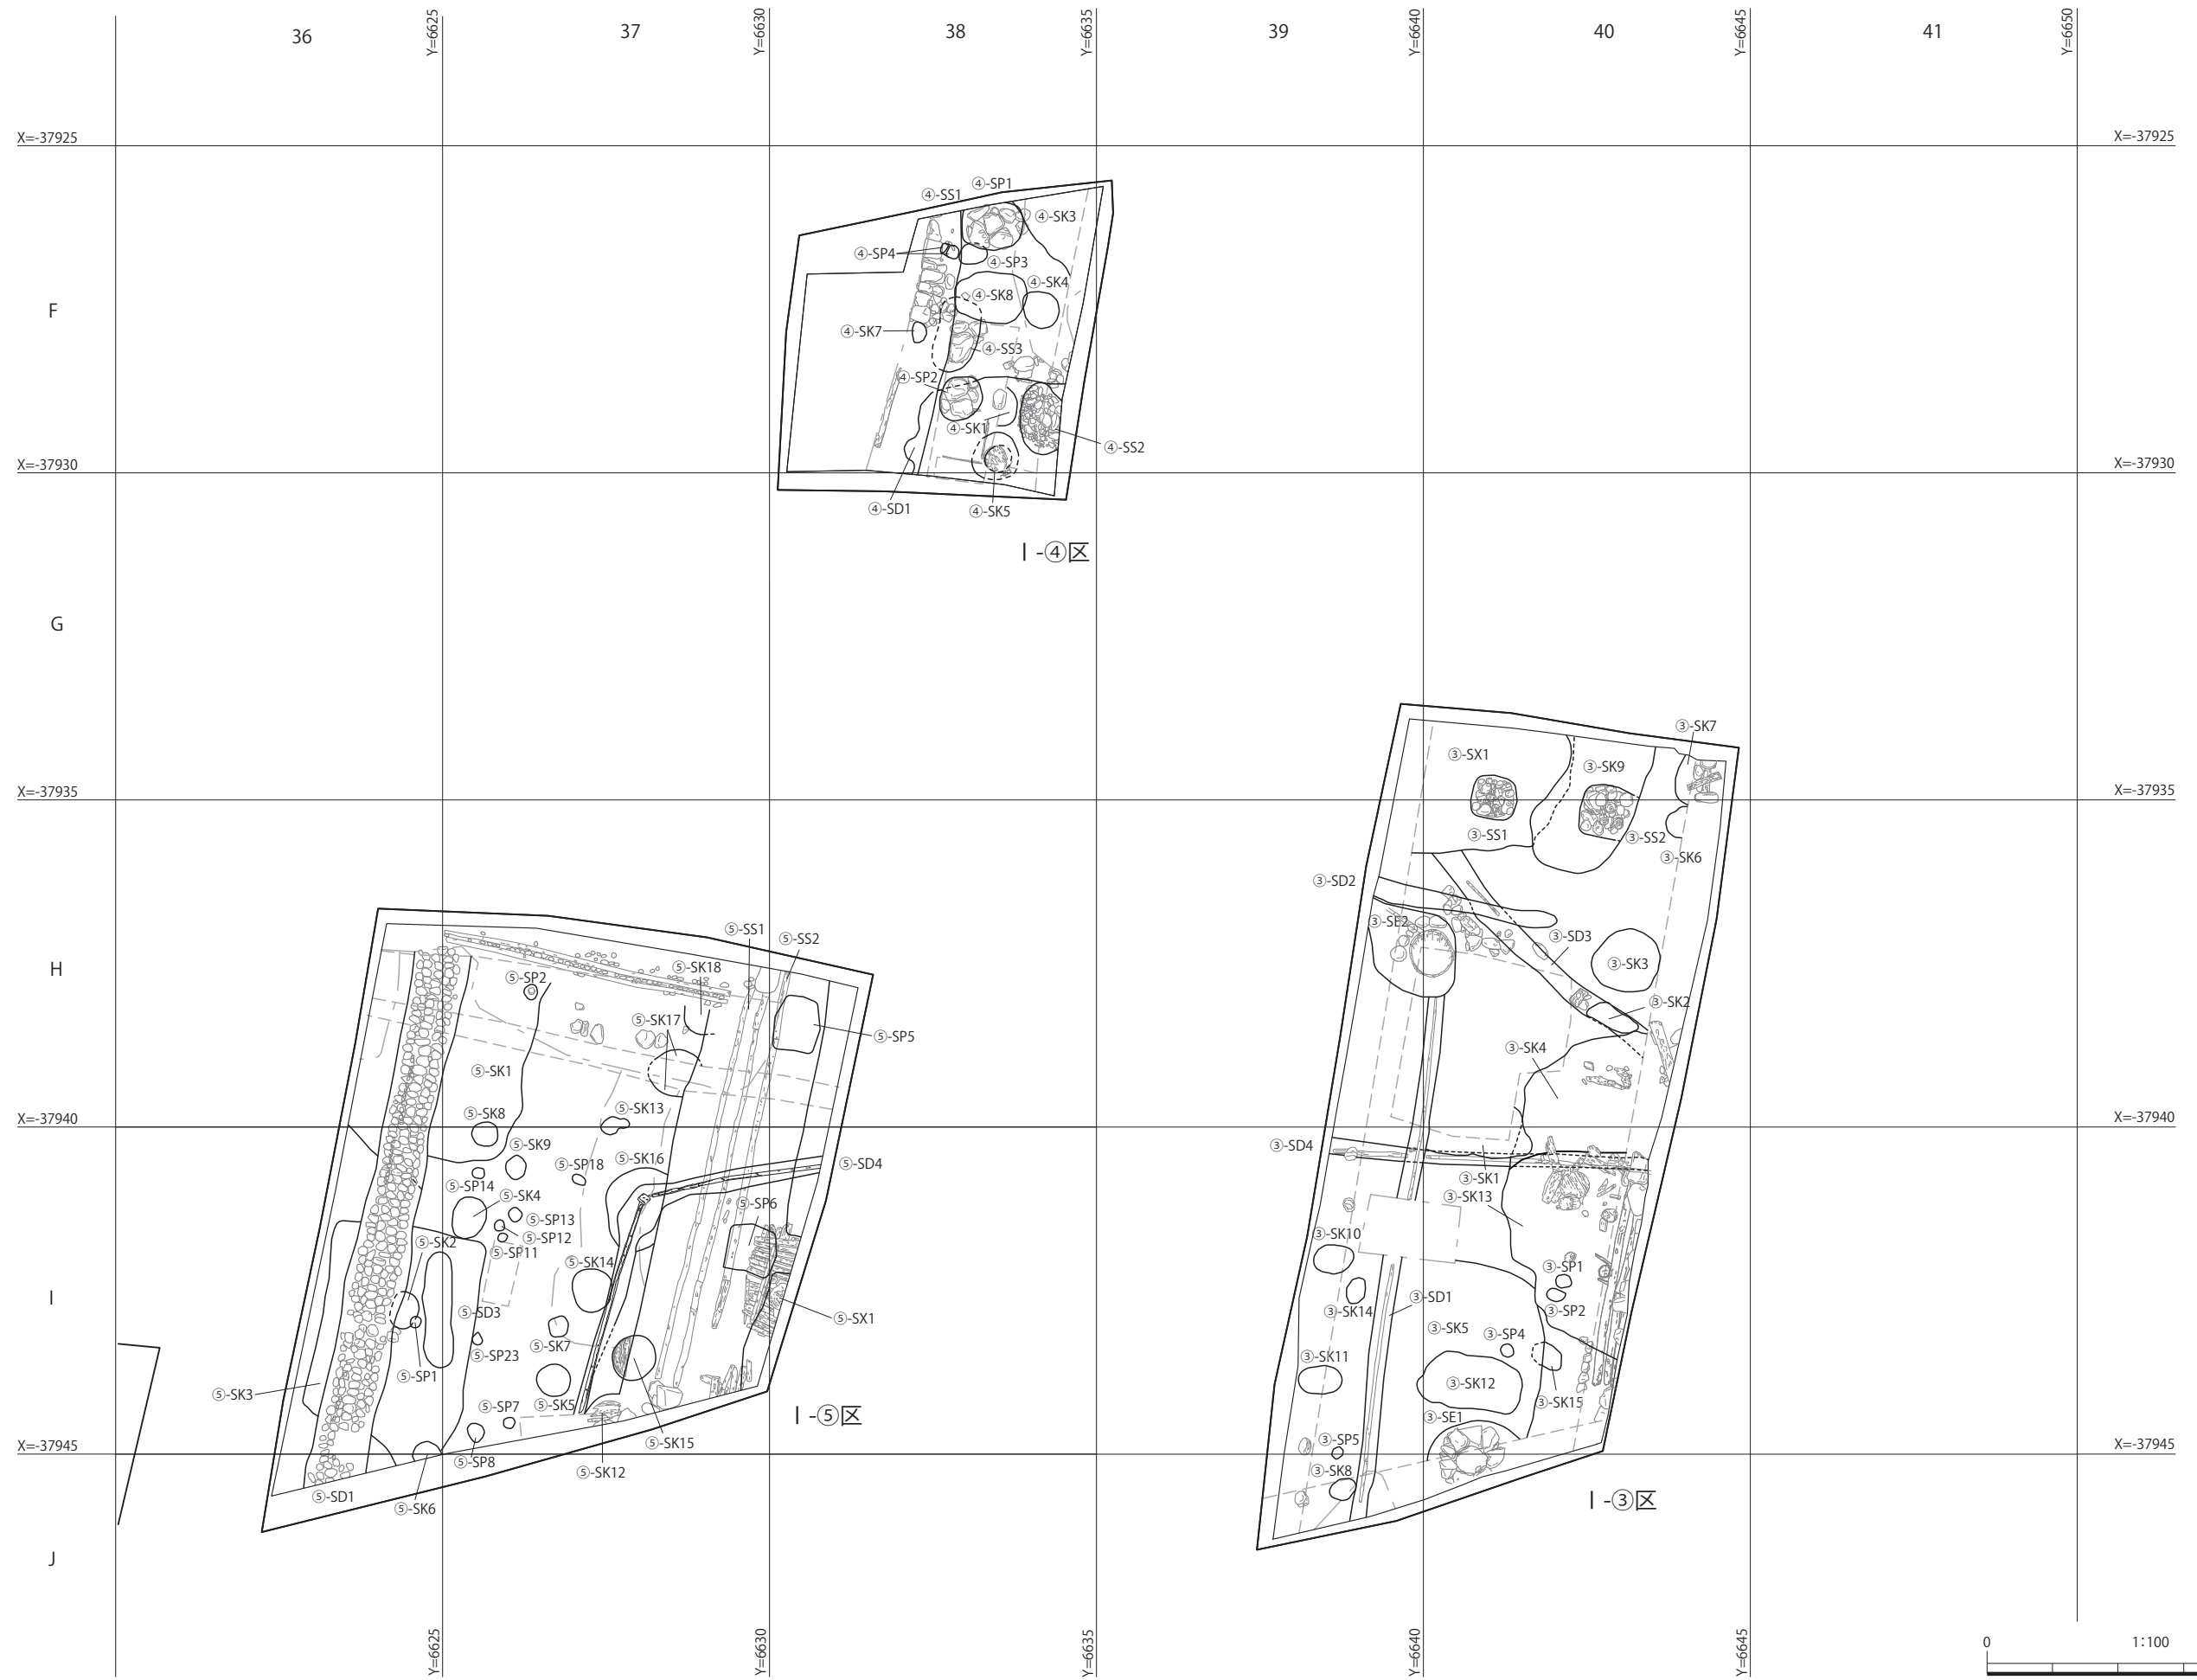 36
37
38
39
40
41
Y=6625
Y=6630
Y=6635
Y=6640
Y=6645
Y=6650
X=-37925
X=-37925
F
④-SS1
④-SP1
④-SK3
④-SP4
④-SP3
④-SK4
④-SK8
④-SK7
④-SS3
④-SP2
④-SK1
④-SS2
X=-37930
X=-37930
④-SD1
④-SK5
Ⅰ-④区
G
③-SK7
③-SX1
③-SK9
X=-37935
X=-37935
③-SS1
③-SS2
③-SK6
③-SD2
③-SE2
③-SD3
③-SK3
③-SK2
③-SK4
H
⑤-SS1
⑤-SS2
⑤-SK18
⑤-SP2
⑤-SK17
⑤-SP5
⑤-SK1
⑤-SK8
⑤-SK13
X=-37940
X=-37940
⑤-SK9
③-SD4
⑤-SP18
⑤-SK16
⑤-SD4
⑤-SP14
⑤-SK4
③-SK1
③-SK13
⑤-SP6
⑤-SP13
⑤-SP12
⑤-SP11
⑤-SK2
③-SK10
⑤-SK14
③-SP1
I
⑤-SD3
③-SD1
③-SK14
③-SP2
⑤-SX1
③-SK5
③-SP4
⑤-SK7
⑤-SP23
⑤-SP1
③-SK11
③-SK12
⑤-SK3
③-SK15
⑤-SP7
⑤-SK5
Ⅰ-⑤区
③-SE1
⑤-SK15
③-SP5
X=-37945
X=-37945
⑤-SP8
⑤-SK12
③-SK8
⑤-SD1
⑤-SK6
Ⅰ-③区
J
Y=6625
Y=6630
Y=6635
Y=6640
Y=6645
0
1:100